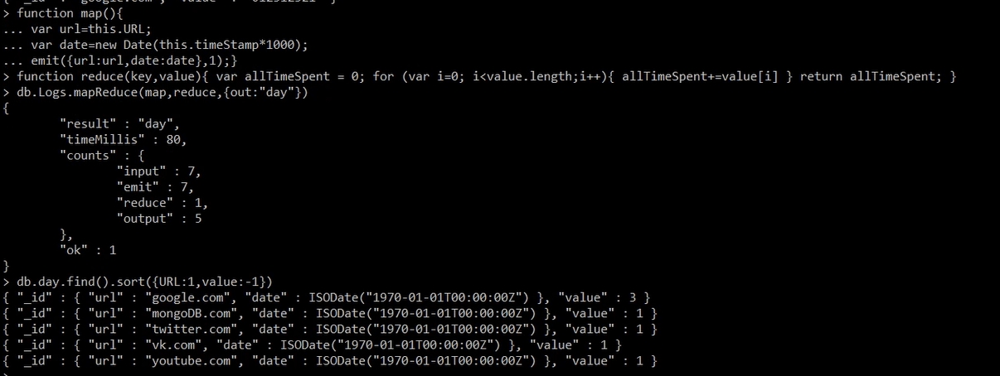 { "_id" : "google.com", "value" : "012312321" }
> function map(){
... var url=this.URL;
... var date=new Date(this.timeStamp*1000);
... emit({url:url,date:date},1);}
> function reduce(key,value){ var allTimeSpent = 0; for (var i=0; i<value.length;i++){ allTimeSpent+=value[i] } return allTimeSpent; }
> db.Logs.mapReduce(map,reduce,{out:"day"})
{
        "result" : "day",
        "timeMillis" : 80,
        "counts" : {
                "input" : 7,
                "emit" : 7,
                "reduce" : 1,
                "output" : 5
        },
        "ok" : 1
}
> db.day.find().sort({URL:1,value:-1})
{ "_id" : { "url" : "google.com", "date" : ISODate("1970-01-01T00:00:00Z") }, "value" : 3 }
{ "_id" : { "url" : "mongoDB.com", "date" : ISODate("1970-01-01T00:00:00Z") }, "value" : 1 }
{ "_id" : { "url" : "twitter.com", "date" : ISODate("1970-01-01T00:00:00Z") }, "value" : 1 }
{ "_id" : { "url" : "vk.com", "date" : ISODate("1970-01-01T00:00:00Z") }, "value" : 1 }
{ "_id" : { "url" : "youtube.com", "date" : ISODate("1970-01-01T00:00:00Z") }, "value" : 1 }
>